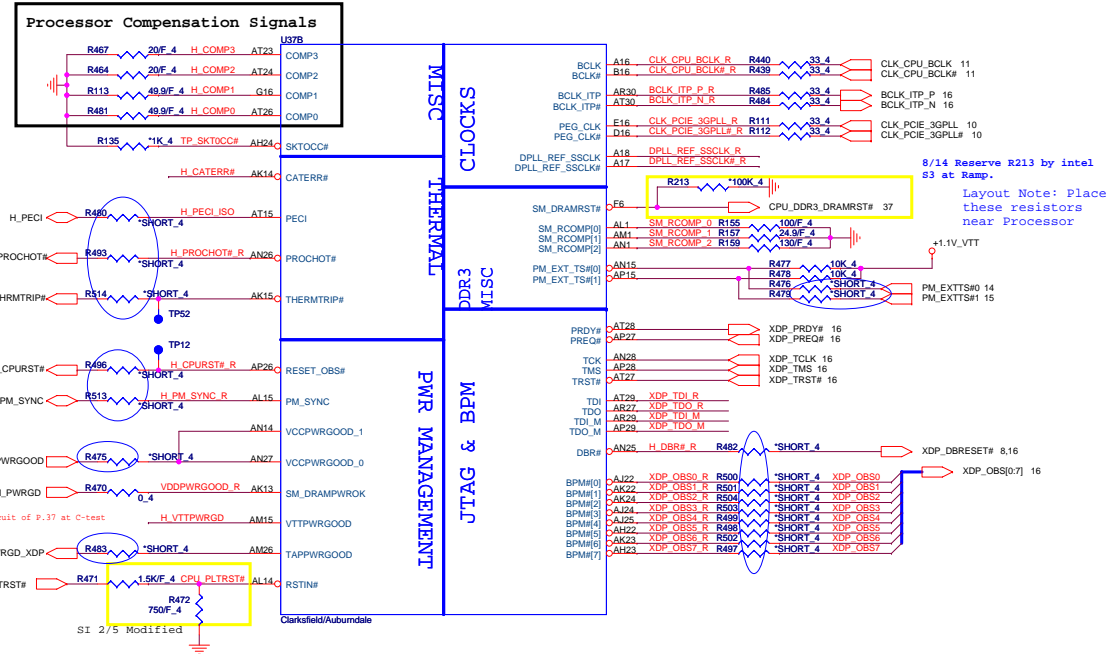 Processor Compensation Signals
U37B
R467 20/F_4 H_COMP3 AT23 COMP3
R464 20/F_4 H_COMP2 AT24 COMP2
R113 49.9/F_4 H_COMP1 G16 COMP1
R481 49.9/F_4 H_COMP0 AT26 COMP0
R135 *1K_4 TP_SKT0CC# AH24 SKTOCC#
H_CATERR# AK14 CATERR#
H_PECI R480 *SHORT_4 H_PECI_ISO AT15 PECI
PROCHOT# R493 *SHORT_4 H_PROCHOT#_R AN26 PROCHOT#
HRMTRIP# R514 *SHORT_4 AK15 THERMTRIP#
TP52
TP12
CPURST# R496 *SHORT_4 H_CPURST#_R AP26 RESET_OBS#
PM_SYNC R513 *SHORT_4 H_PM_SYNC_R AL15 PM_SYNC
AN14 VCCPWRGOOD_1
PWRGOOD R475 *SHORT_4 AN27 VCCPWRGOOD_0
_PWRGD R470 0_4 VDDPWRGOOD_R AK13 SM_DRAMPWROK
H_VTTPWRGD AM15 VTTPWRGOOD
uit of P.37 at C-test
RGD_XDP R483 *SHORT_4 AM26 TAPPWRGOOD
TRST# R471 1.5K/F_4 CPU_PLTRST# AL14 RSTIN#
R472
750/F_4
SI 2/5 Modified
Clarksfield/Auburndale
MISC
THERMAL
PWR MANAGEMENT
CLOCKS
DDR3
MISC
JTAG & BPM
BCLK A16 CLK_CPU_BCLK_R R440 33_4 CLK_CPU_BCLK 11
BCLK# B16 CLK_CPU_BCLK#_R R439 33_4 CLK_CPU_BCLK# 11
BCLK_ITP AR30 BCLK_ITP_P_R R485 33_4 BCLK_ITP_P 16
BCLK_ITP# AT30 BCLK_ITP_N_R R484 33_4 BCLK_ITP_N 16
PEG_CLK E16 CLK_PCIE_3GPLL_R R111 33_4 CLK_PCIE_3GPLL 10
PEG_CLK# D16 CLK_PCIE_3GPLL#_R R112 33_4 CLK_PCIE_3GPLL# 10
DPLL_REF_SSCLK A18 DPLL_REF_SSCLK_R
DPLL_REF_SSCLK# A17 DPLL_REF_SSCLK#_R
8/14 Reserve R213 by intel
S3 at Ramp.
R213 *100K_4
SM_DRAMRST# F6 CPU_DDR3_DRAMRST# 37
Layout Note: Place
these resistors
near Processor
SM_RCOMP[0] AL1 SM_RCOMP_0 R155 100/F_4
SM_RCOMP[1] AM1 SM_RCOMP_1 R157 24.9/F_4
SM_RCOMP[2] AN1 SM_RCOMP_2 R159 130/F_4
+1.1V_VTT
PM_EXT_TS#[0] AN15 R477 10K_4
PM_EXT_TS#[1] AP15 R478 10K_4
R476 *SHORT_4 PM_EXTTS#0 14
R479 *SHORT_4 PM_EXTTS#1 15
PRDY# AT28 XDP_PRDY# 16
PREQ# AP27 XDP_PREQ# 16
TCK AN28 XDP_TCLK 16
TMS AP28 XDP_TMS 16
TRST# AT27 XDP_TRST# 16
TDI AT29 XDP_TDI_R
TDO AR27 XDP_TDO_R
TDI_M AR29 XDP_TDI_M
TDO_M AP29 XDP_TDO_M
DBR# AN25 H_DBR#_R R482 *SHORT_4 XDP_DBRESET# 8,16
XDP_OBS[0:7] 16
BPM#[0] AJ22 XDP_OBS0_R R500 *SHORT_4 XDP_OBS0
BPM#[1] AK22 XDP_OBS1_R R501 *SHORT_4 XDP_OBS1
BPM#[2] AK24 XDP_OBS2_R R504 *SHORT_4 XDP_OBS2
BPM#[3] AJ24 XDP_OBS3_R R503 *SHORT_4 XDP_OBS3
BPM#[4] AJ25 XDP_OBS4_R R499 *SHORT_4 XDP_OBS4
BPM#[5] AH22 XDP_OBS5_R R498 *SHORT_4 XDP_OBS5
BPM#[6] AK23 XDP_OBS6_R R502 *SHORT_4 XDP_OBS6
BPM#[7] AH23 XDP_OBS7_R R497 *SHORT_4 XDP_OBS7